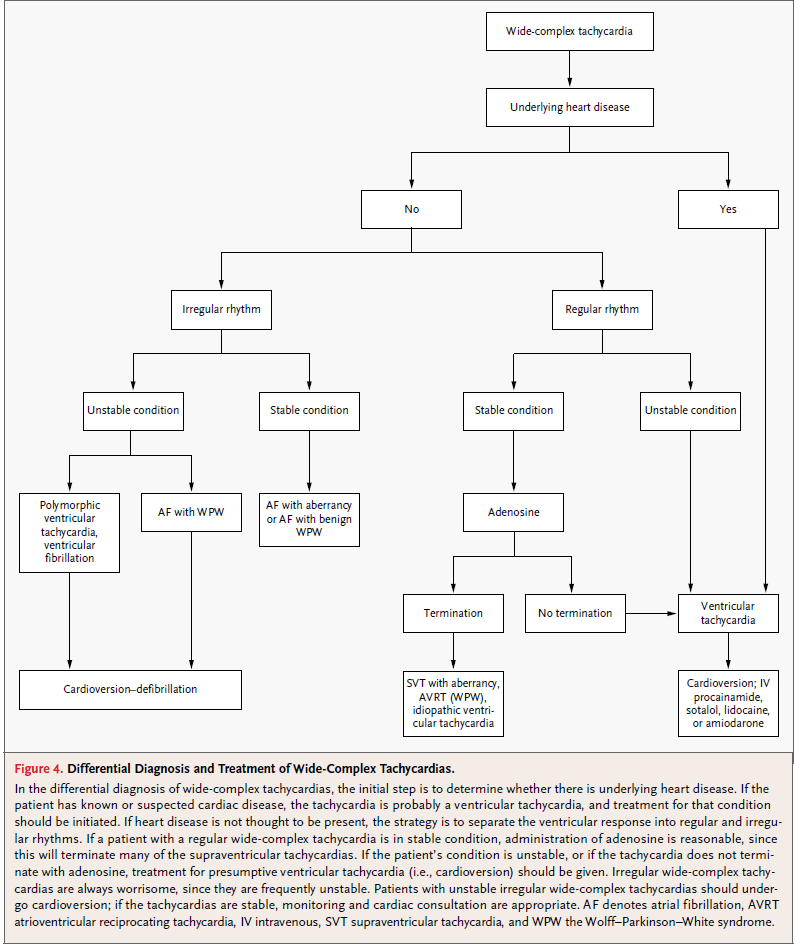 Wide-complex tachycardia
Underlying heart disease
No
Yes
Irregular rhythm
Regular rhythm
Unstable condition
Stable condition
Stable condition
Unstable condition
Polymorphic
ventricular
tachycardia,
ventricular
fibrillation
AF with WPW
AF with aberrancy
or AF with benign
WPW
Adenosine
Termination
No termination
Ventricular
tachycardia
Cardioversion–defibrillation
SVT with aberrancy,
AVRT (WPW),
idiopathic ventri-
cular tachycardia
Cardioversion; IV
procainamide,
sotalol, lidocaine,
or amiodarone
Figure 4. Differential Diagnosis and Treatment of Wide-Complex Tachycardias.
In the differential diagnosis of wide-complex tachycardias, the initial step is to determine whether there is underlying heart disease. If the
patient has known or suspected cardiac disease, the tachycardia is probably a ventricular tachycardia, and treatment for that condition
should be initiated. If heart disease is not thought to be present, the strategy is to separate the ventricular response into regular and irregu-
lar rhythms. If a patient with a regular wide-complex tachycardia is in stable condition, administration of adenosine is reasonable, since
this will terminate many of the supraventricular tachycardias. If the patient's condition is unstable, or if the tachycardia does not termi-
nate with adenosine, treatment for presumptive ventricular tachycardia (i.e., cardioversion) should be given. Irregular wide-complex tachy-
cardias are always worrisome, since they are frequently unstable. Patients with unstable irregular wide-complex tachycardias should under-
go cardioversion; if the tachycardias are stable, monitoring and cardiac consultation are appropriate. AF denotes atrial fibrillation, AVRT
atrioventricular reciprocating tachycardia, IV intravenous, SVT supraventricular tachycardia, and WPW the Wolff–Parkinson–White syndrome.